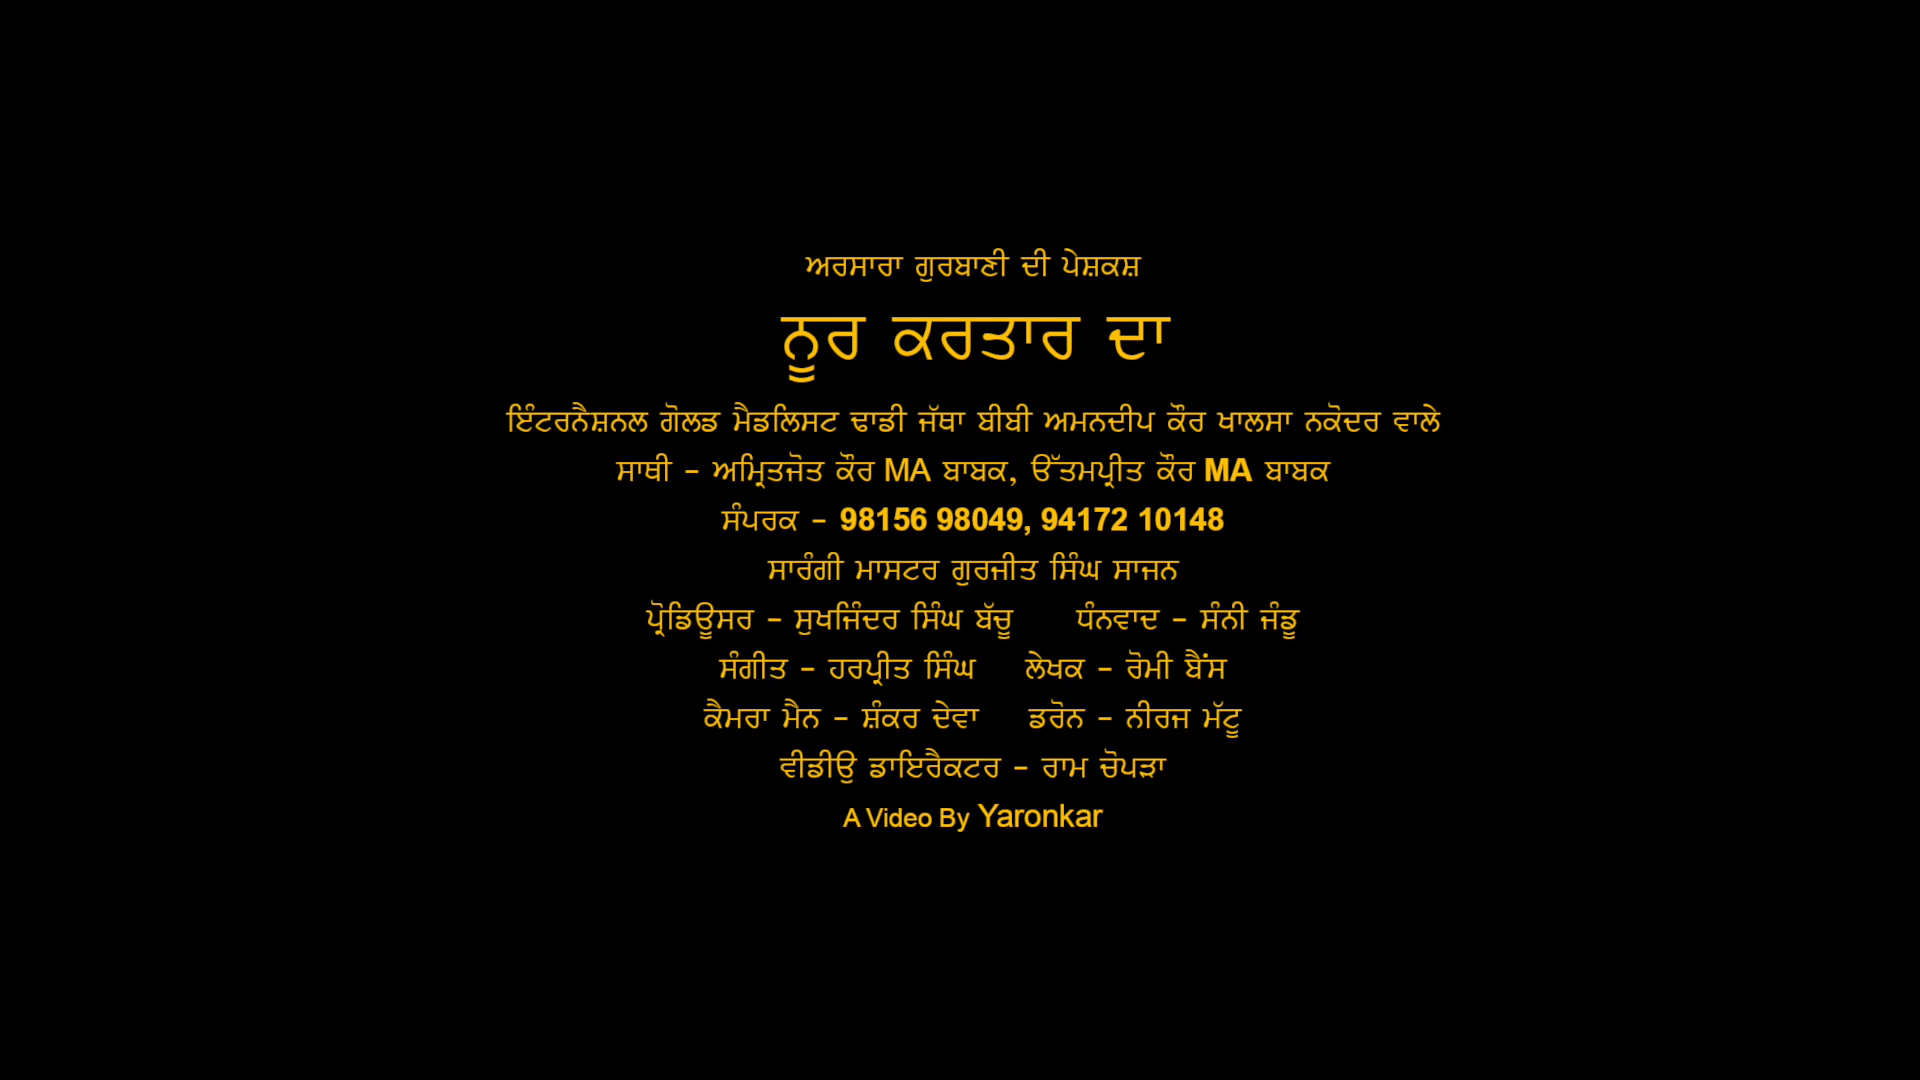 ਅਰਸਾਰਾ ਗੁਰਬਾਣੀ ਦੀ ਪੇਸ਼ਕਸ਼
ਨੂਰ ਕਰਤਾਰ ਦਾ
ਇੰਟਰਨੈਸ਼ਨਲ ਗੋਲਡ ਮੈਡਲਿਸਟ ਢਾਡੀ ਜੱਥਾ ਬੀਬੀ ਅਮਨਦੀਪ ਕੌਰ ਖਾਲਸਾ ਨਕੋਦਰ ਵਾਲੇ
ਸਾਥੀ - ਅਮ੍ਰਿਤਜੋਤ ਕੌਰ MA ਬਾਬਕ, ਓੱਤਮਪ੍ਰੀਤ ਕੌਰ MA ਬਾਬਕ
ਸੰਪਰਕ - 98156 98049, 94172 10148
ਸਾਰੰਗੀ ਮਾਸਟਰ ਗੁਰਜੀਤ ਸਿੰਘ ਸਾਜਨ
ਪ੍ਰੋਡਿਊਸਰ - ਸੁਖਜਿੰਦਰ ਸਿੰਘ ਬੱਚੂ ਧੰਨਵਾਦ - ਸੰਨੀ ਜੰਡੂ
ਸੰਗੀਤ - ਹਰਪ੍ਰੀਤ ਸਿੰਘ ਲੇਖਕ - ਰੋਮੀ ਬੈਂਸ
ਕੈਮਰਾ ਮੈਨ - ਸ਼ੰਕਰ ਦੇਵਾ ਡਰੋਨ - ਨੀਰਜ ਮੱਟੂ
ਵੀਡੀਉ ਡਾਇਰੈਕਟਰ - ਰਾਮ ਚੋਪੜਾ
A Video By Yaronkar